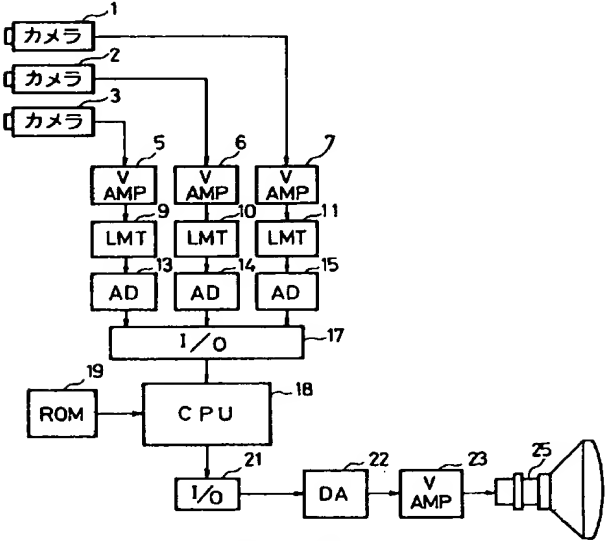 1
カメラ
2
カメラ
3
カメラ
5
6
7
V
AMP
V
AMP
V
AMP
9
10
11
LMT
LMT
LMT
13
14
15
AD
AD
AD
I/O
17
19
18
ROM
CPU
21
22
23
25
I/O
DA
V
AMP